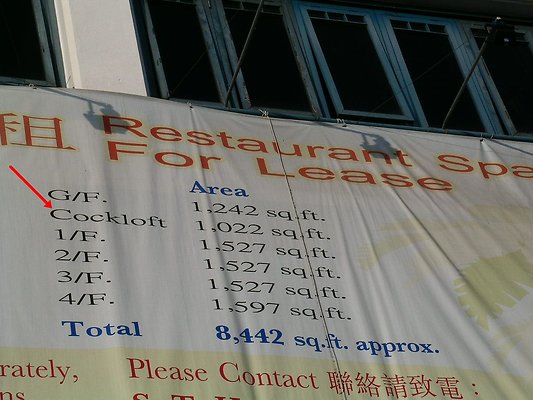 租 Restaurant Spa
For Lease
Area
G/F. 1,242 sq.ft.
Cockloft 1,022 sq.ft.
1/F. 1,527 sq.ft.
2/F. 1,527 sq.ft.
3/F. 1,527 sq.ft.
4/F. 1,597 sq.ft.
Total 8,442 sq.ft. approx.
rately, Please Contact 聯絡請致電：
ns